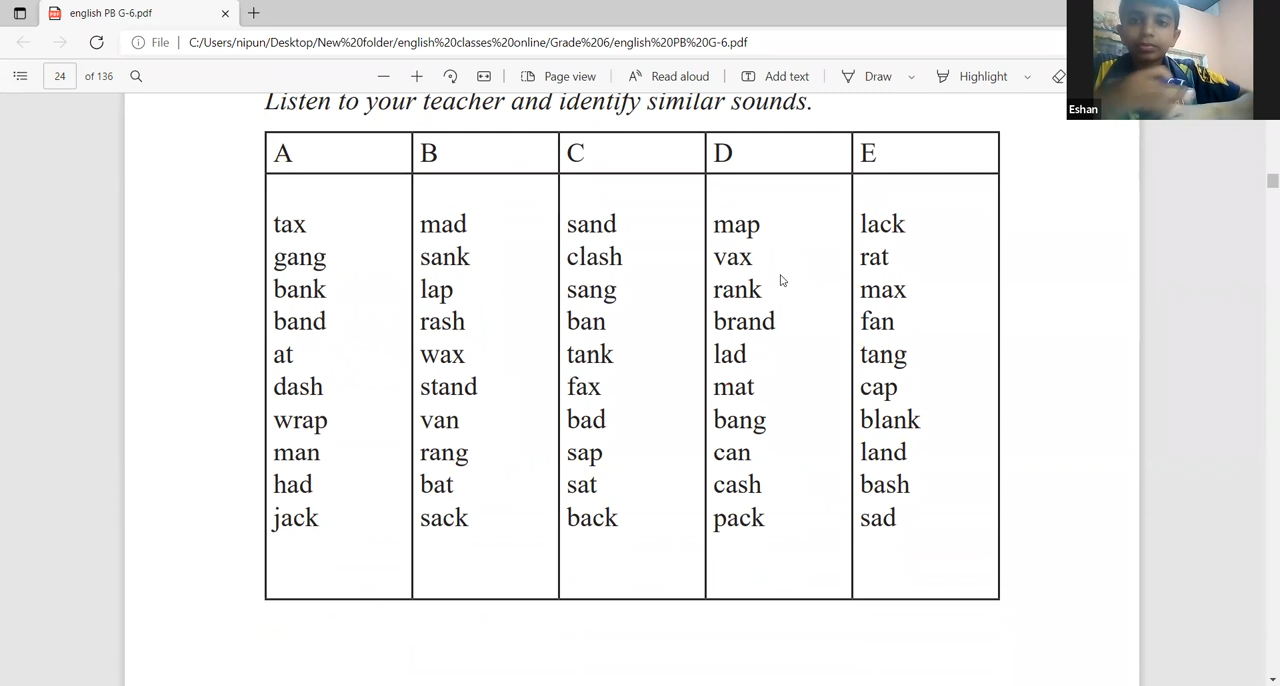 english PB G-6.pdf
File C:/Users/nipun/Desktop/New%20folder/english%20classes%20online/Grade%206/english%20PB%20G-6.pdf
24 of 136 Page view Read aloud Add text Draw Highlight
Eshan
Listen to your teacher and identify similar sounds.
A B C D E
tax mad sand map lack
gang sank clash vax rat
bank lap sang rank max
band rash ban brand fan
at wax tank lad tang
dash stand fax mat cap
wrap van bad bang blank
man rang sap can land
had bat sat cash bash
jack sack back pack sad